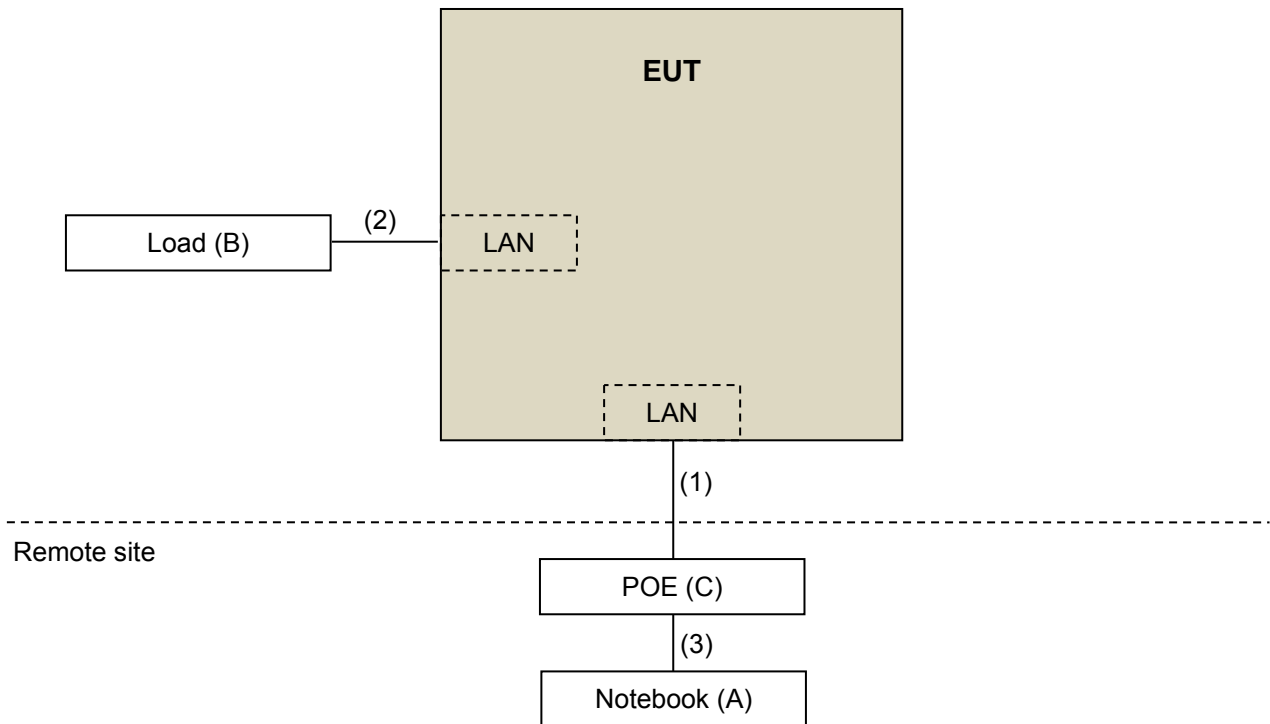 EUT
(2)
Load (B)
LAN
LAN
(1)
Remote site
POE (C)
(3)
Notebook (A)